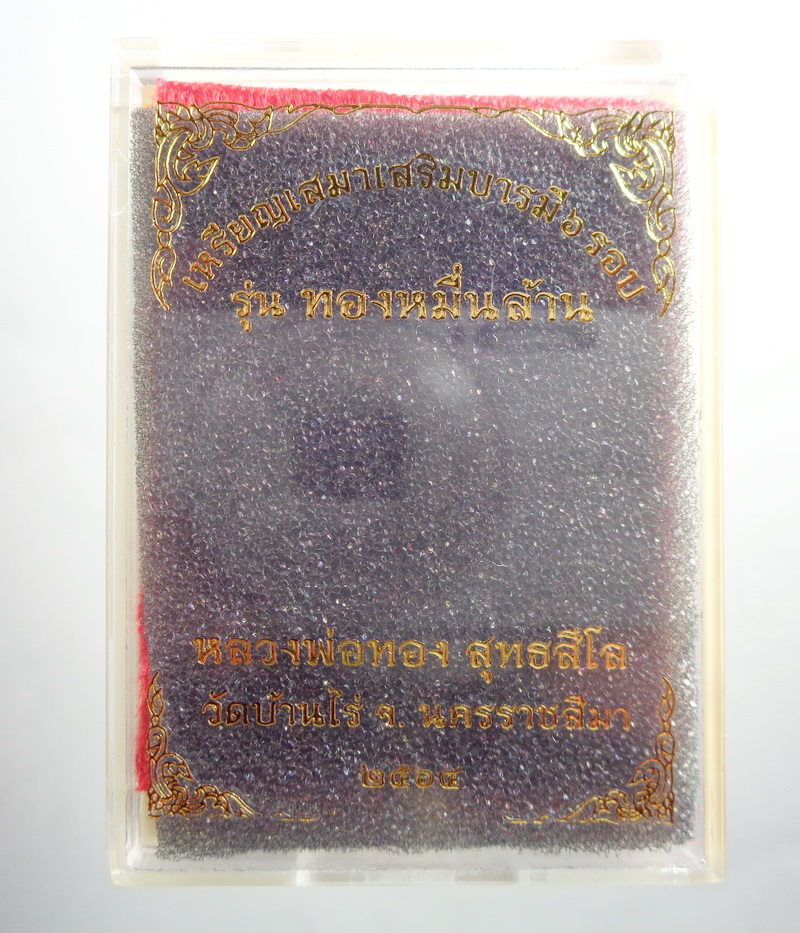 เหรียญเสมาเสริมบารมี๖รอบ
รุ่น ทองหมื่นล้าน
หลวงพ่อทอง สุทธสีโล
วัดบ้านไร่ จ. นครราชสีมา
๒๕๖๔